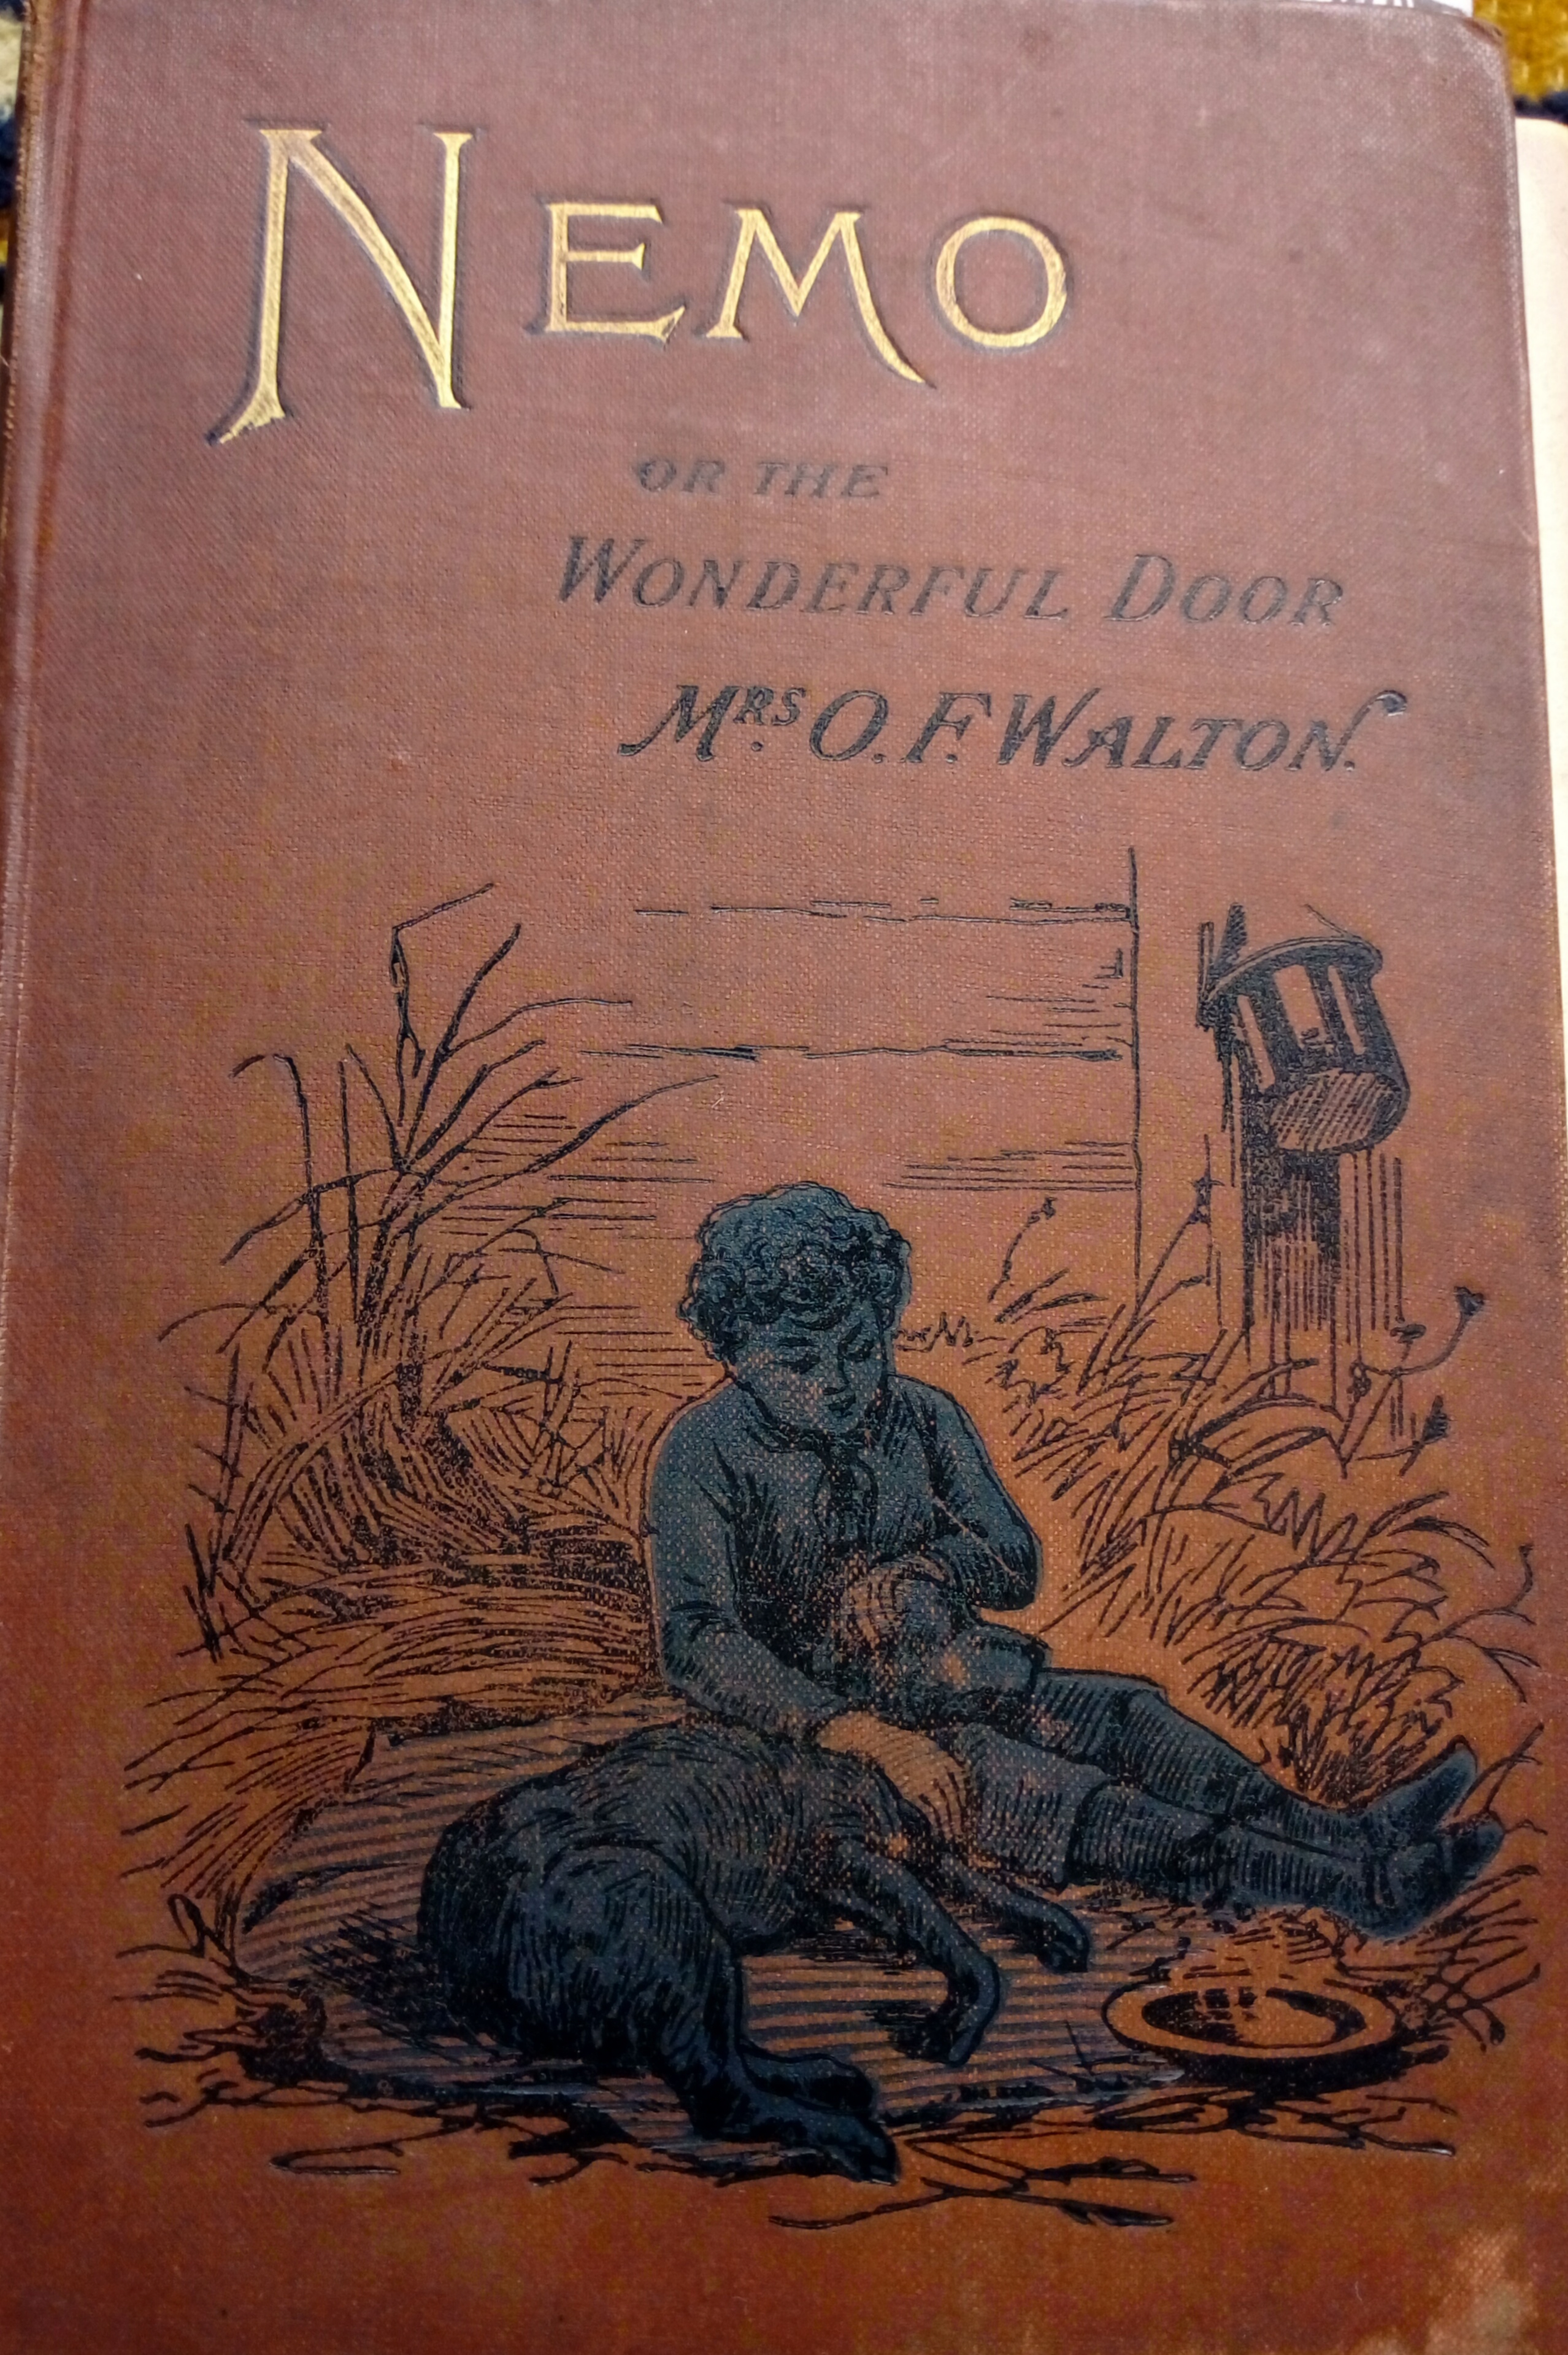 NEMO
OR THE
WONDERFUL DOOR
MRS. O. F. WALTON.